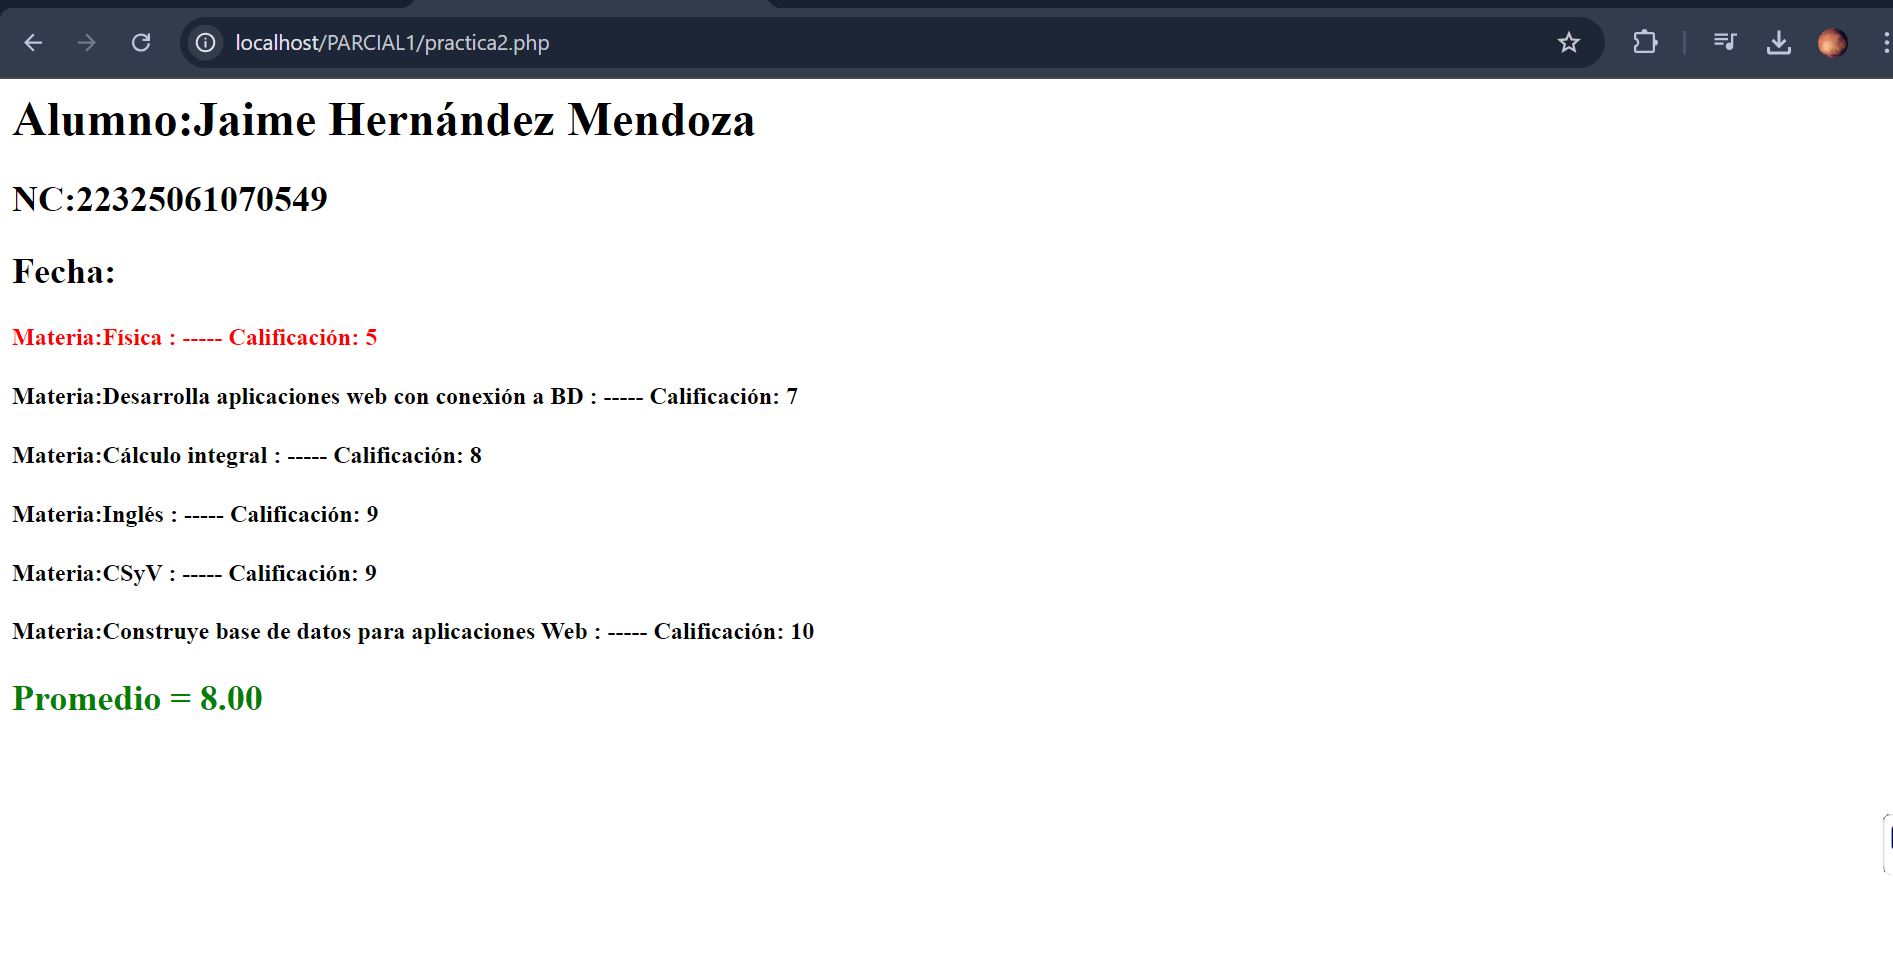 localhost/PARCIAL1/practica2.php
Alumno:Jaime Hernández Mendoza
NC:22325061070549
Fecha:
Materia:Física : ----- Calificación: 5
Materia:Desarrolla aplicaciones web con conexión a BD : ----- Calificación: 7
Materia:Cálculo integral : ----- Calificación: 8
Materia:Inglés : ----- Calificación: 9
Materia:CSyV : ----- Calificación: 9
Materia:Construye base de datos para aplicaciones Web : ----- Calificación: 10
Promedio = 8.00